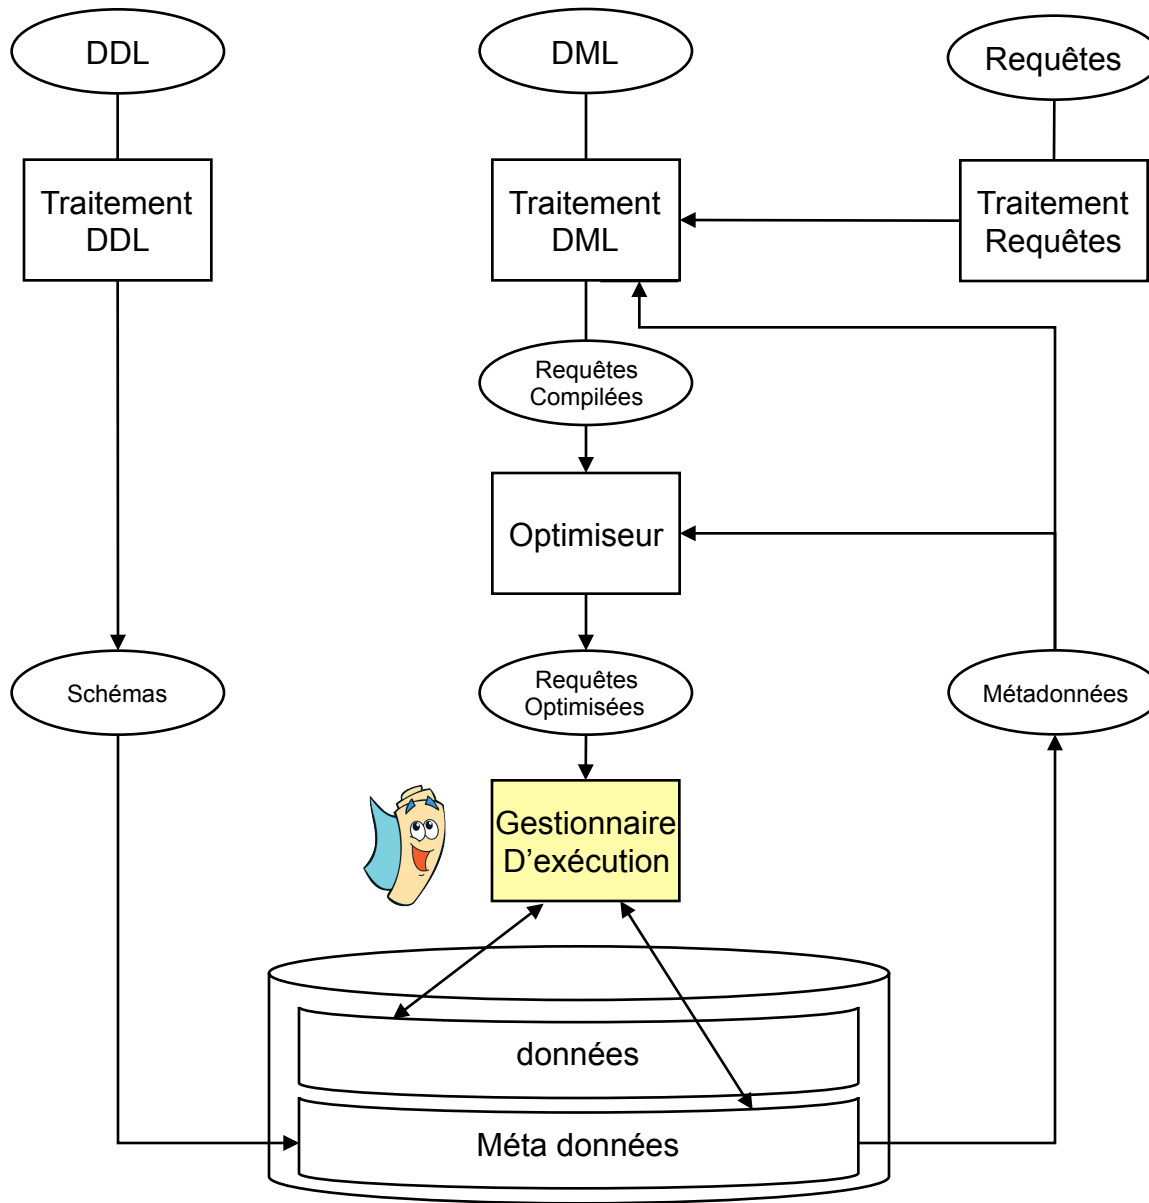 DDL
DML
Requêtes
Traitement
DDL
Traitement
DML
Traitement
Requêtes
Requêtes
Compilées
Optimiseur
Schémas
Requêtes
Optimisées
Métadonnées
Gestionnaire
D’exécution
données
Méta données